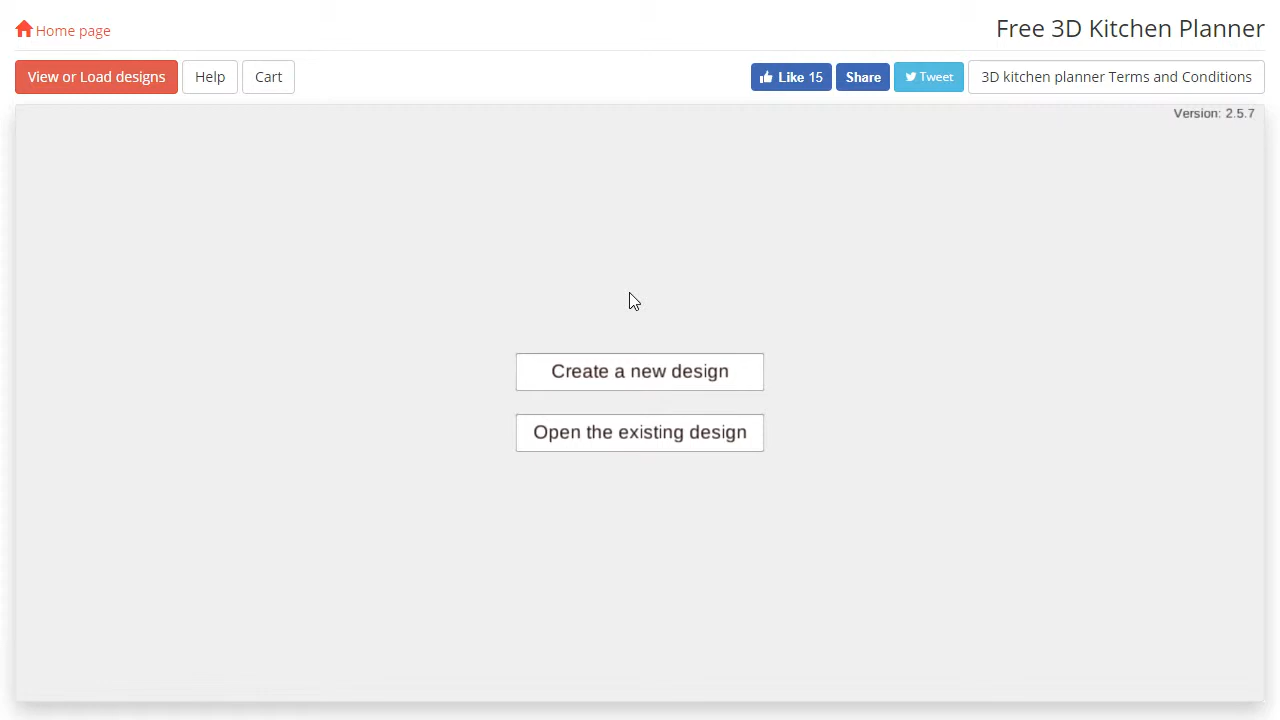 Home page
Free 3D Kitchen Planner
View or Load designs
Help
Cart
Like 15
Share
Tweet
3D kitchen planner Terms and Conditions
Version: 2.5.7
Create a new design
Open the existing design